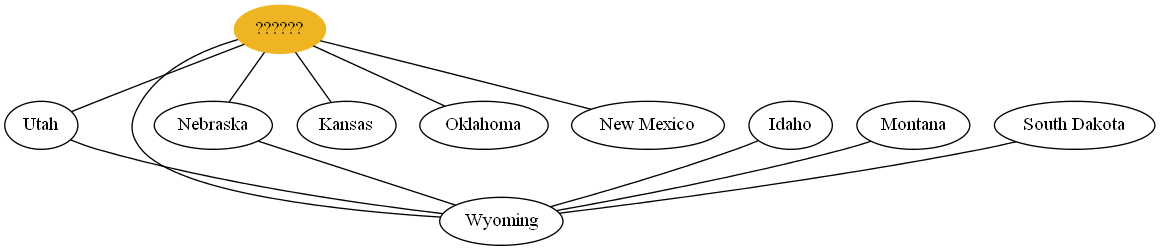 ??????
Utah
Nebraska
Kansas
Oklahoma
New Mexico
Idaho
Montana
South Dakota
Wyoming